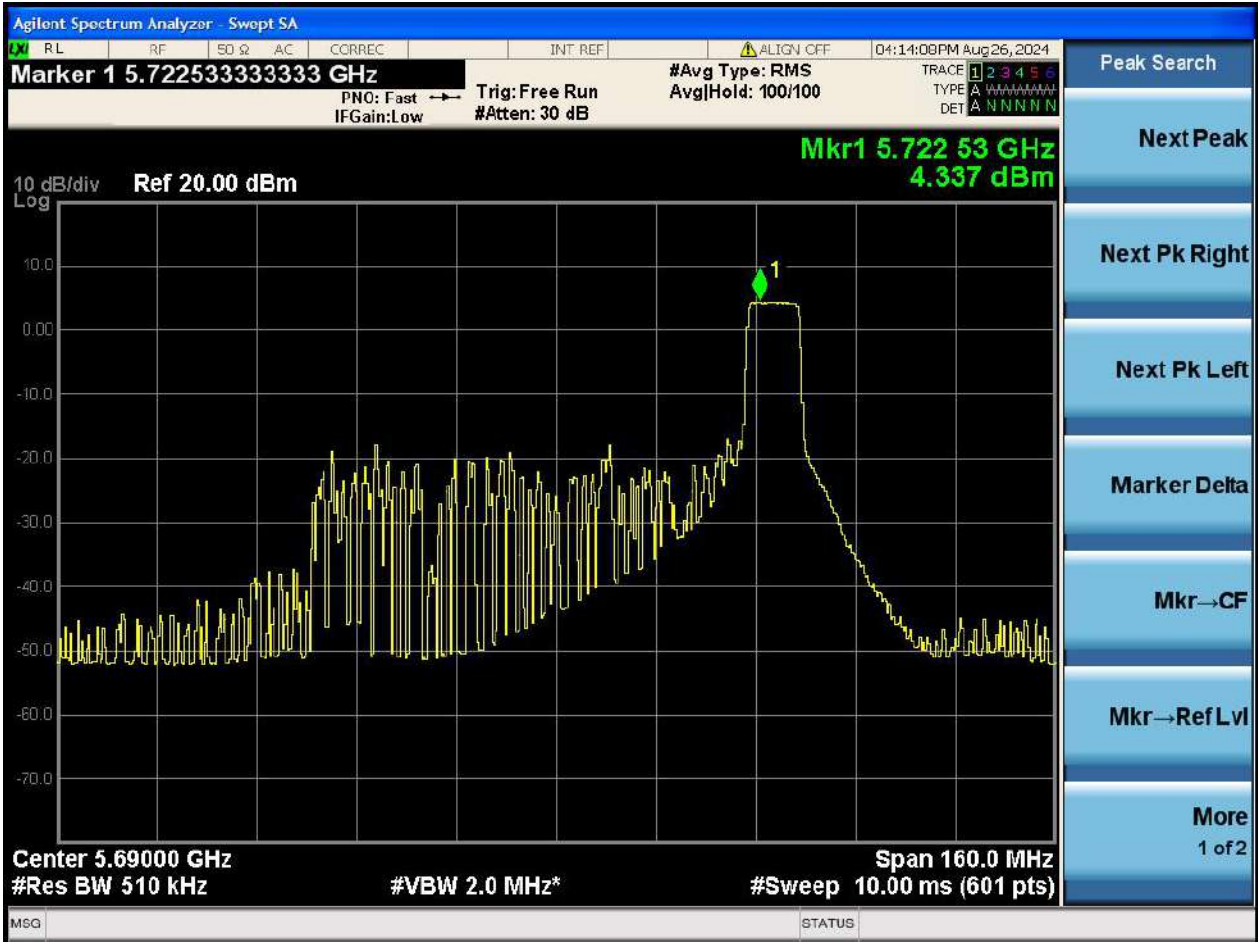 Agilent Spectrum Analyzer - Swept SA
LXI RL RF 50 Ω AC CORREC INT REF ALIGN OFF 04:14:08PM Aug 26, 2024
Marker 1 5.722533333333 GHz
PNO: Fast
IFGain:Low
Trig: Free Run
#Atten: 30 dB
#Avg Type: RMS
Avg|Hold: 100/100
TRACE 1 2 3 4 5 6
TYPE A WWWWW
DET A N N N N N
Mkr1 5.722 53 GHz
4.337 dBm
10 dB/div Ref 20.00 dBm
Log
10.0
0.00
-10.0
-20.0
-30.0
-40.0
-50.0
-60.0
-70.0
1
Center 5.69000 GHz Span 160.0 MHz
#Res BW 510 kHz #VBW 2.0 MHz* #Sweep 10.00 ms (601 pts)
MSG STATUS
Peak Search
Next Peak
Next Pk Right
Next Pk Left
Marker Delta
Mkr→CF
Mkr→Ref Lvl
More
1 of 2